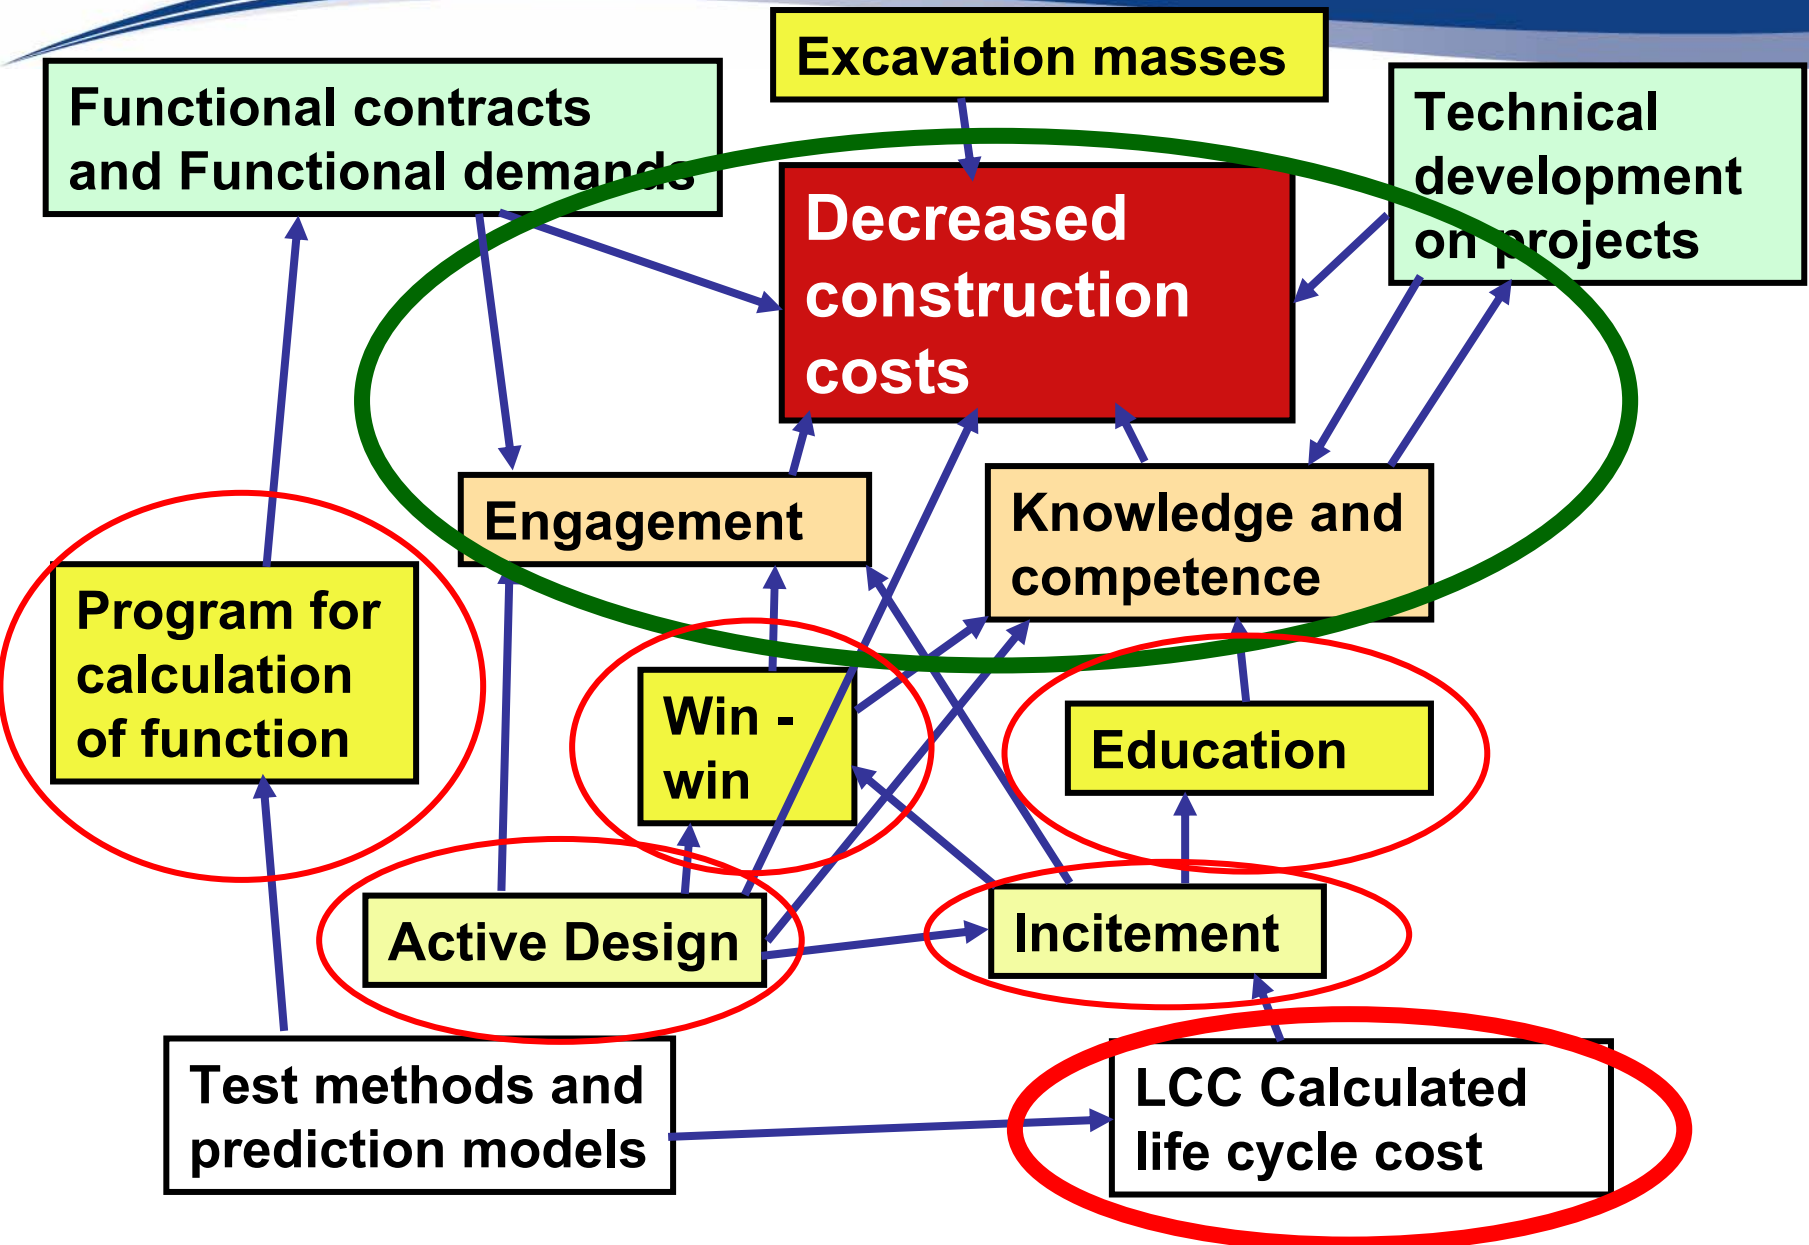 Excavation masses
Functional contracts
and Functional demands
Technical
development
on projects
Decreased
construction
costs
Engagement
Knowledge and
competence
Program for
calculation
of function
Win -
win
Education
Active Design
Incitement
Test methods and
prediction models
LCC Calculated
life cycle cost